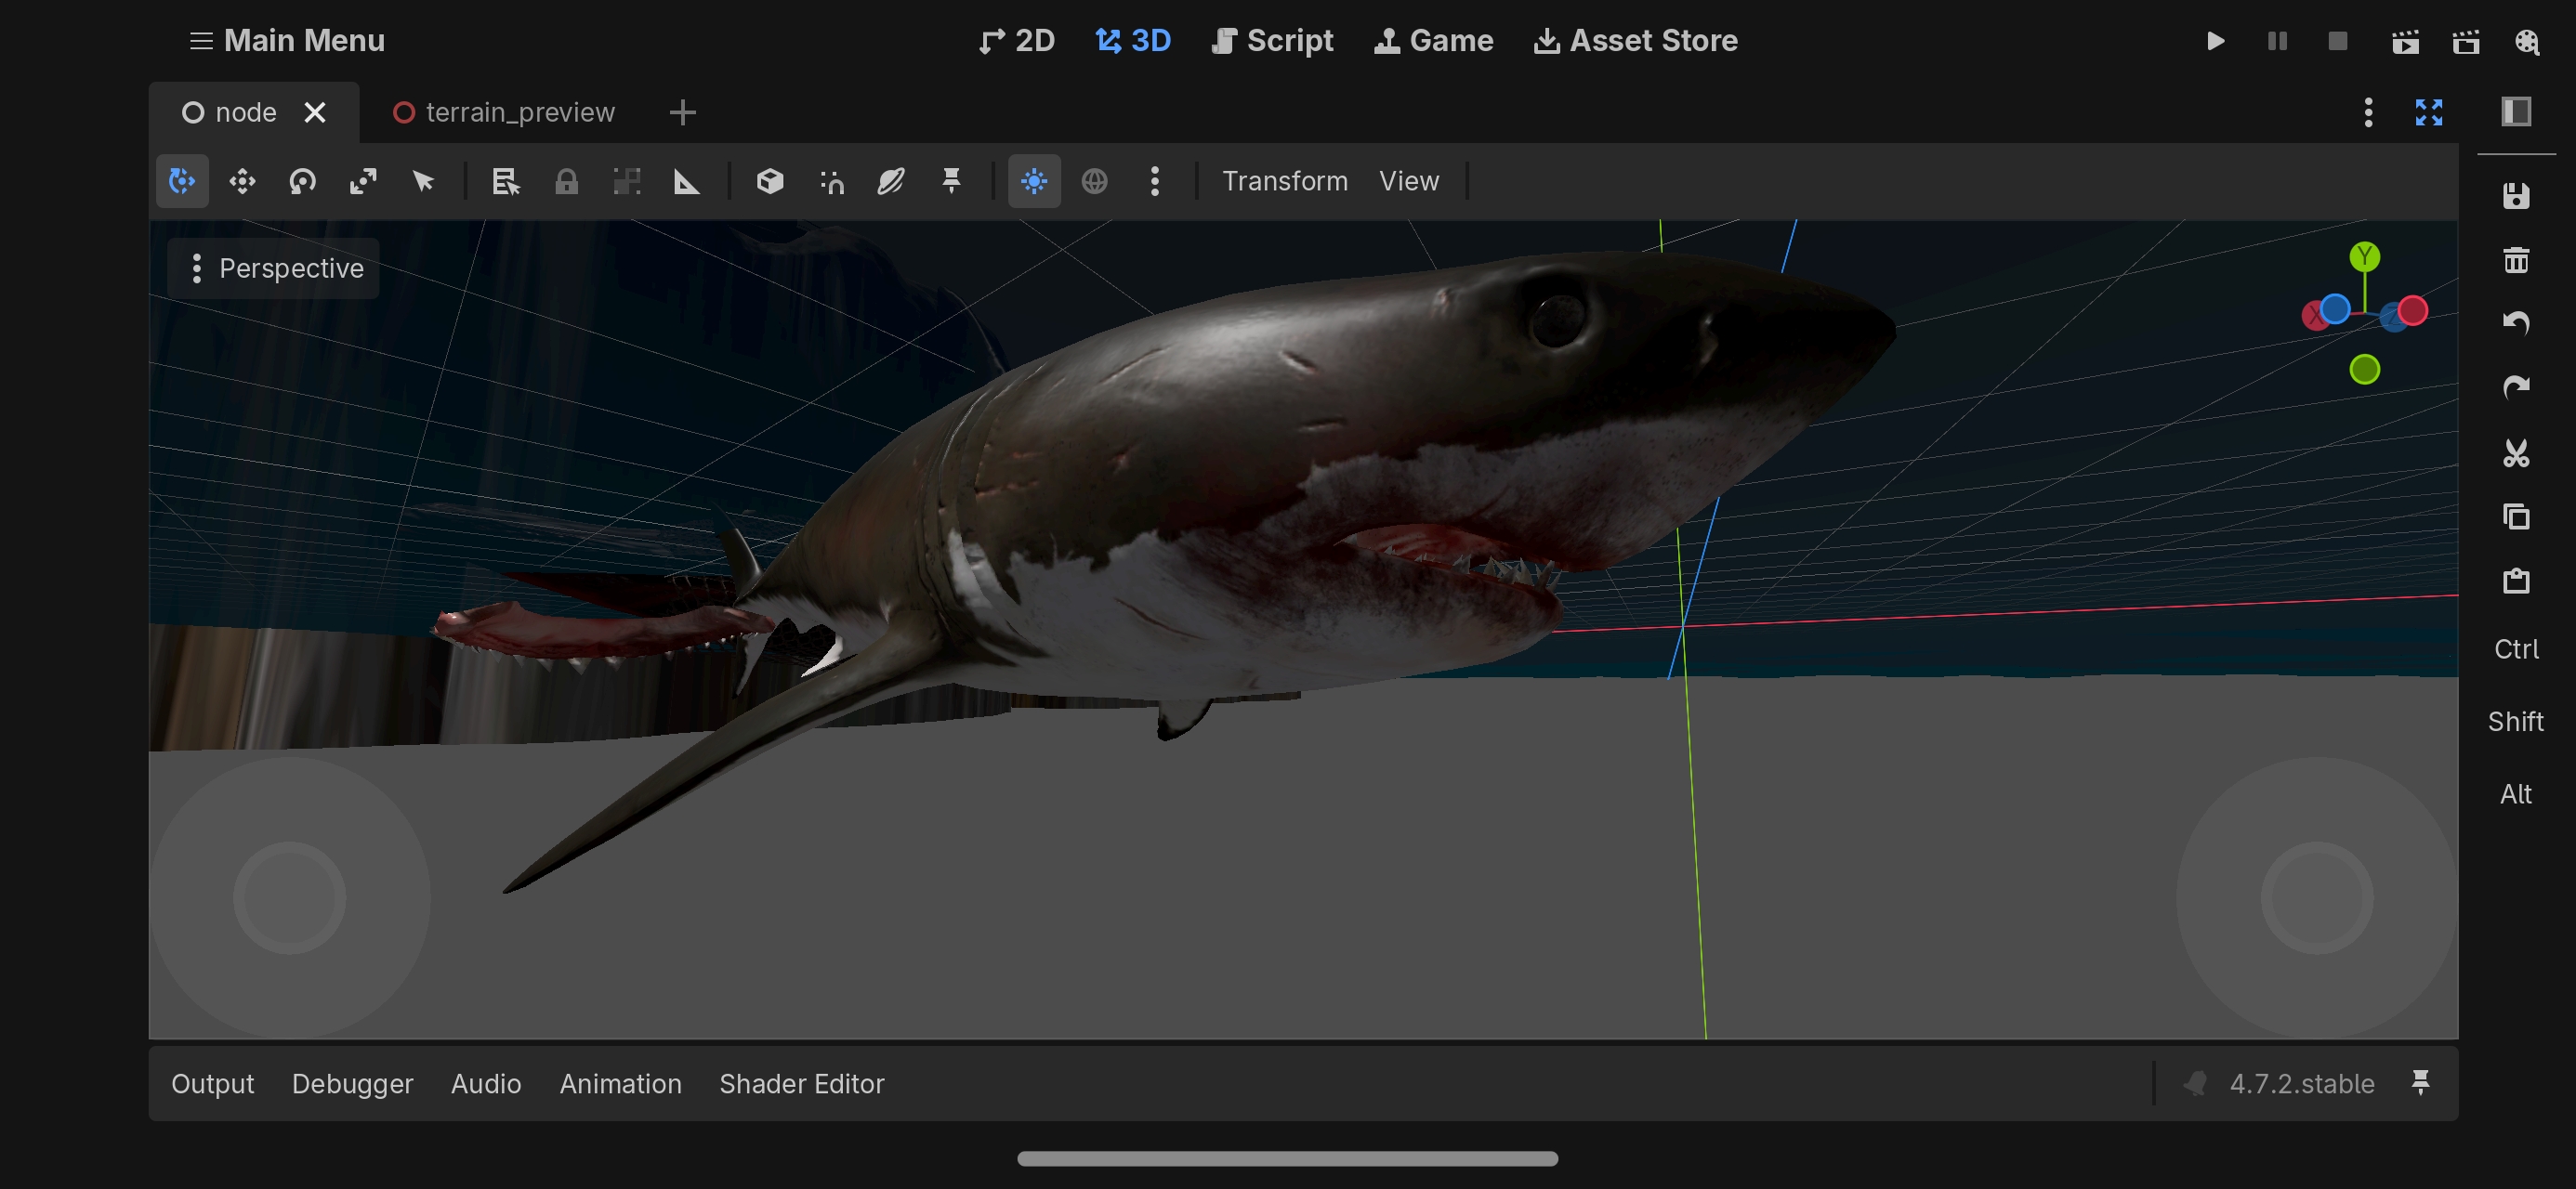 Main Menu
2D 3D Script Game Asset Store
node terrain_preview
Transform View
Perspective
Y
X
Z
Ctrl
Shift
Alt
Output Debugger Audio Animation Shader Editor
4.7.2.stable